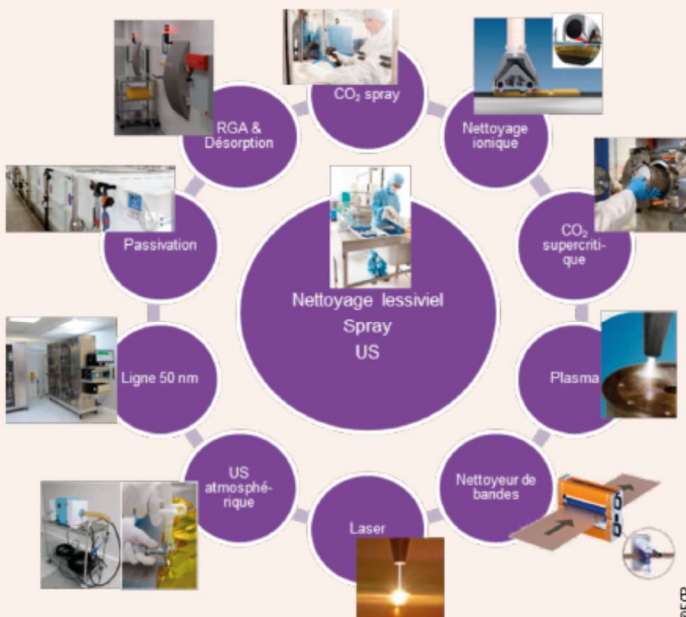 CO₂ spray
Nettoyage
ionique
CO₂
supercriti-
que
Plasma
Nettoyeur de
bandes
Laser
US
atmosphé-
rique
Ligne 50 nm
Passivation
RGA &
Désorption
Nettoyage lessiviel
Spray
US